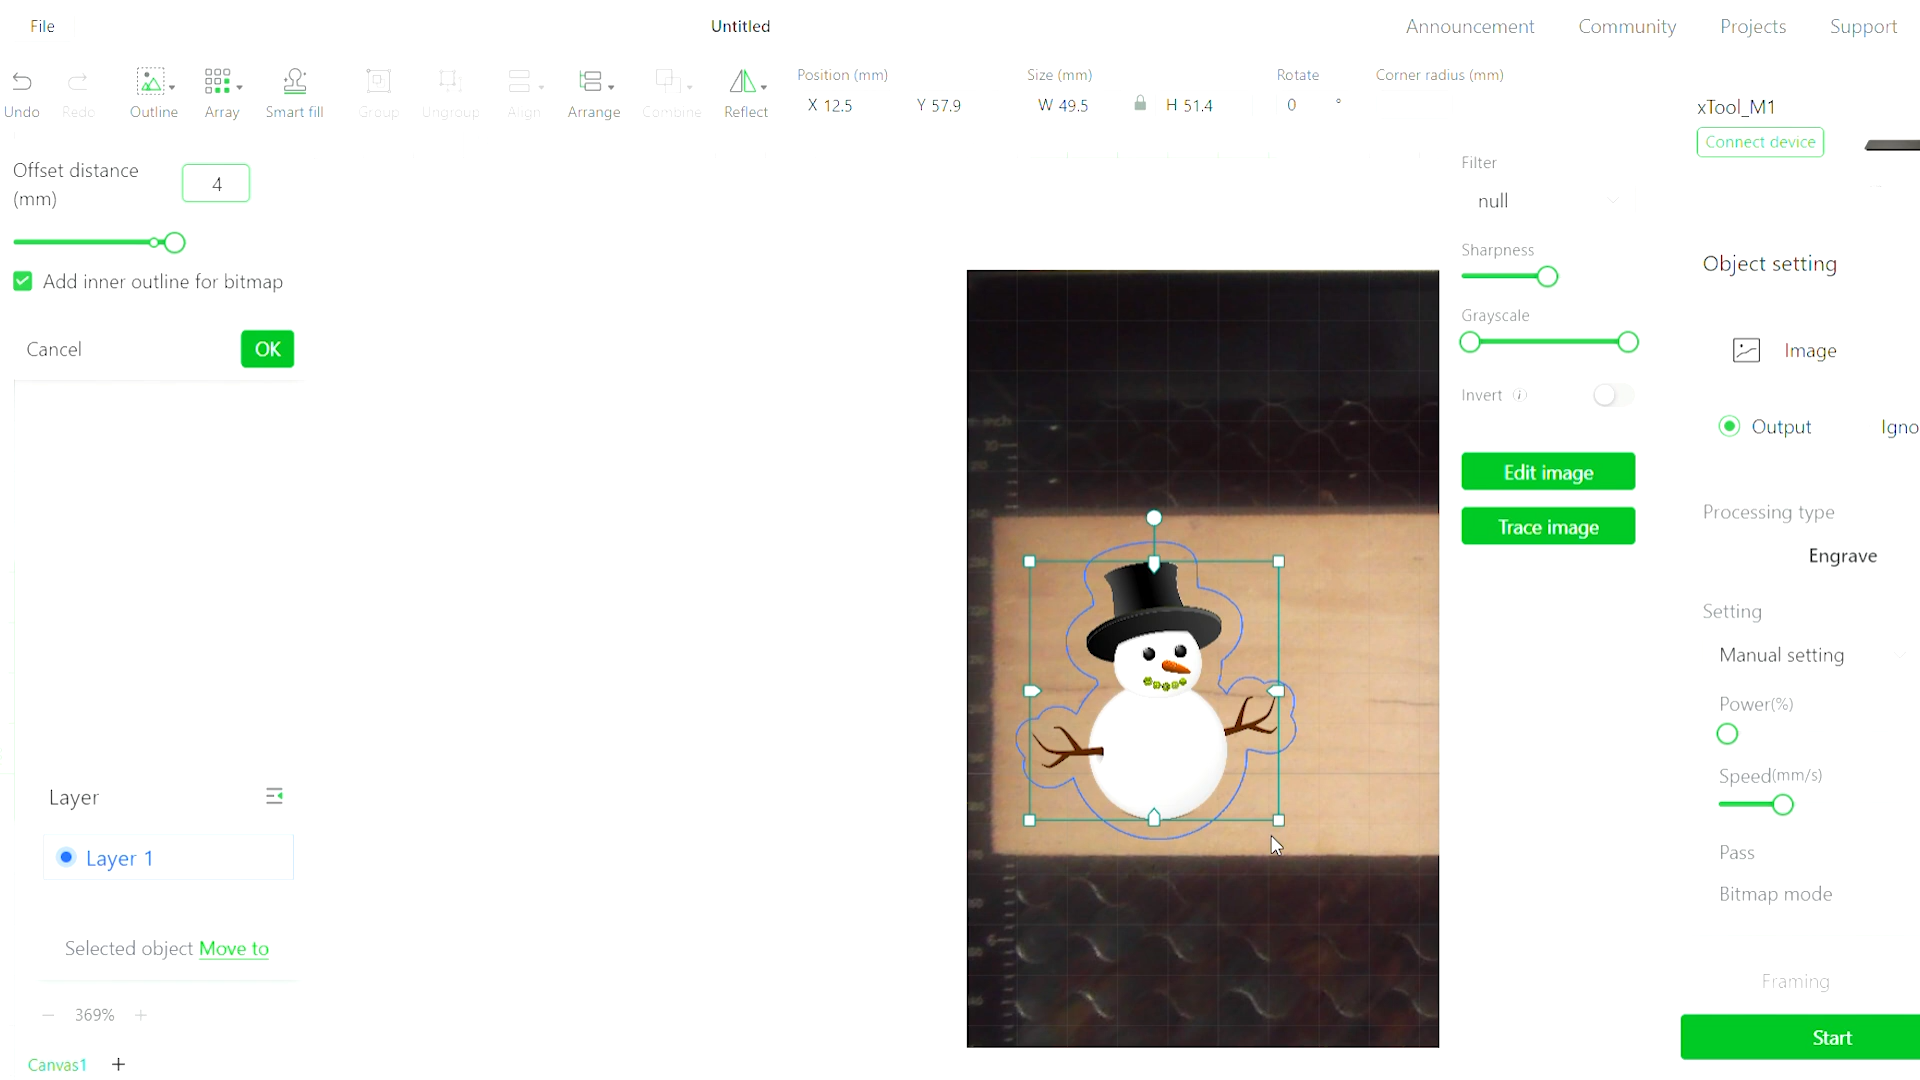 File
Untitled
Announcement
Community
Projects
Support
Undo
Redo
Outline
Array
Smart fill
Group
Ungroup
Align
Arrange
Combine
Reflect
Position (mm)
X 12.5
Y 57.9
Size (mm)
W 49.5
H 51.4
Rotate
0 °
Corner radius (mm)
xTool_M1
Connect device
Offset distance
(mm)
4
Add inner outline for bitmap
Cancel
OK
Filter
null
Sharpness
Grayscale
Invert
Edit image
Trace image
Object setting
Image
Output
Igno
Processing type
Engrave
Setting
Manual setting
Power(%)
Speed(mm/s)
Pass
Bitmap mode
Framing
Start
Layer
Layer 1
Selected object Move to
369%
Canvas1